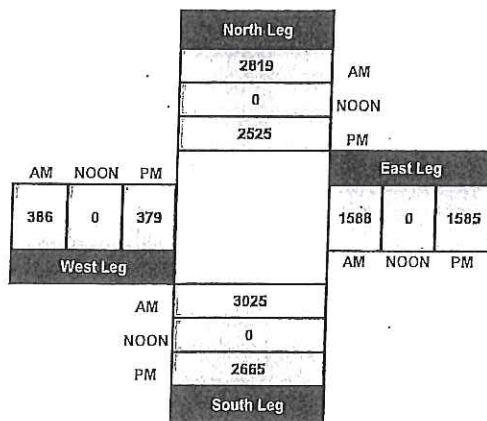 North Leg
2819 AM
0 NOON
2525 PM
AM NOON PM
East Leg
386 0 379
1588 0 1585
West Leg
AM NOON PM
AM 3025
NOON 0
PM 2665
South Leg